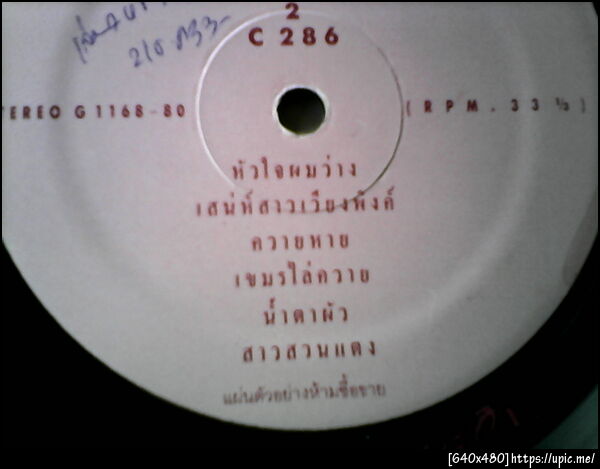 2
C 286
STEREO G 1168-80
( R P M . 33 ⅓ )
หัวใจผมว่าง
เสน่ห์สาวเวียงพิงค์
ควายหาย
เขมรไล่ควาย
น้ำตาผัว
สาวสวนแตง
แผ่นตัวอย่างห้ามซื้อขาย
[640x480]https://upic.me/